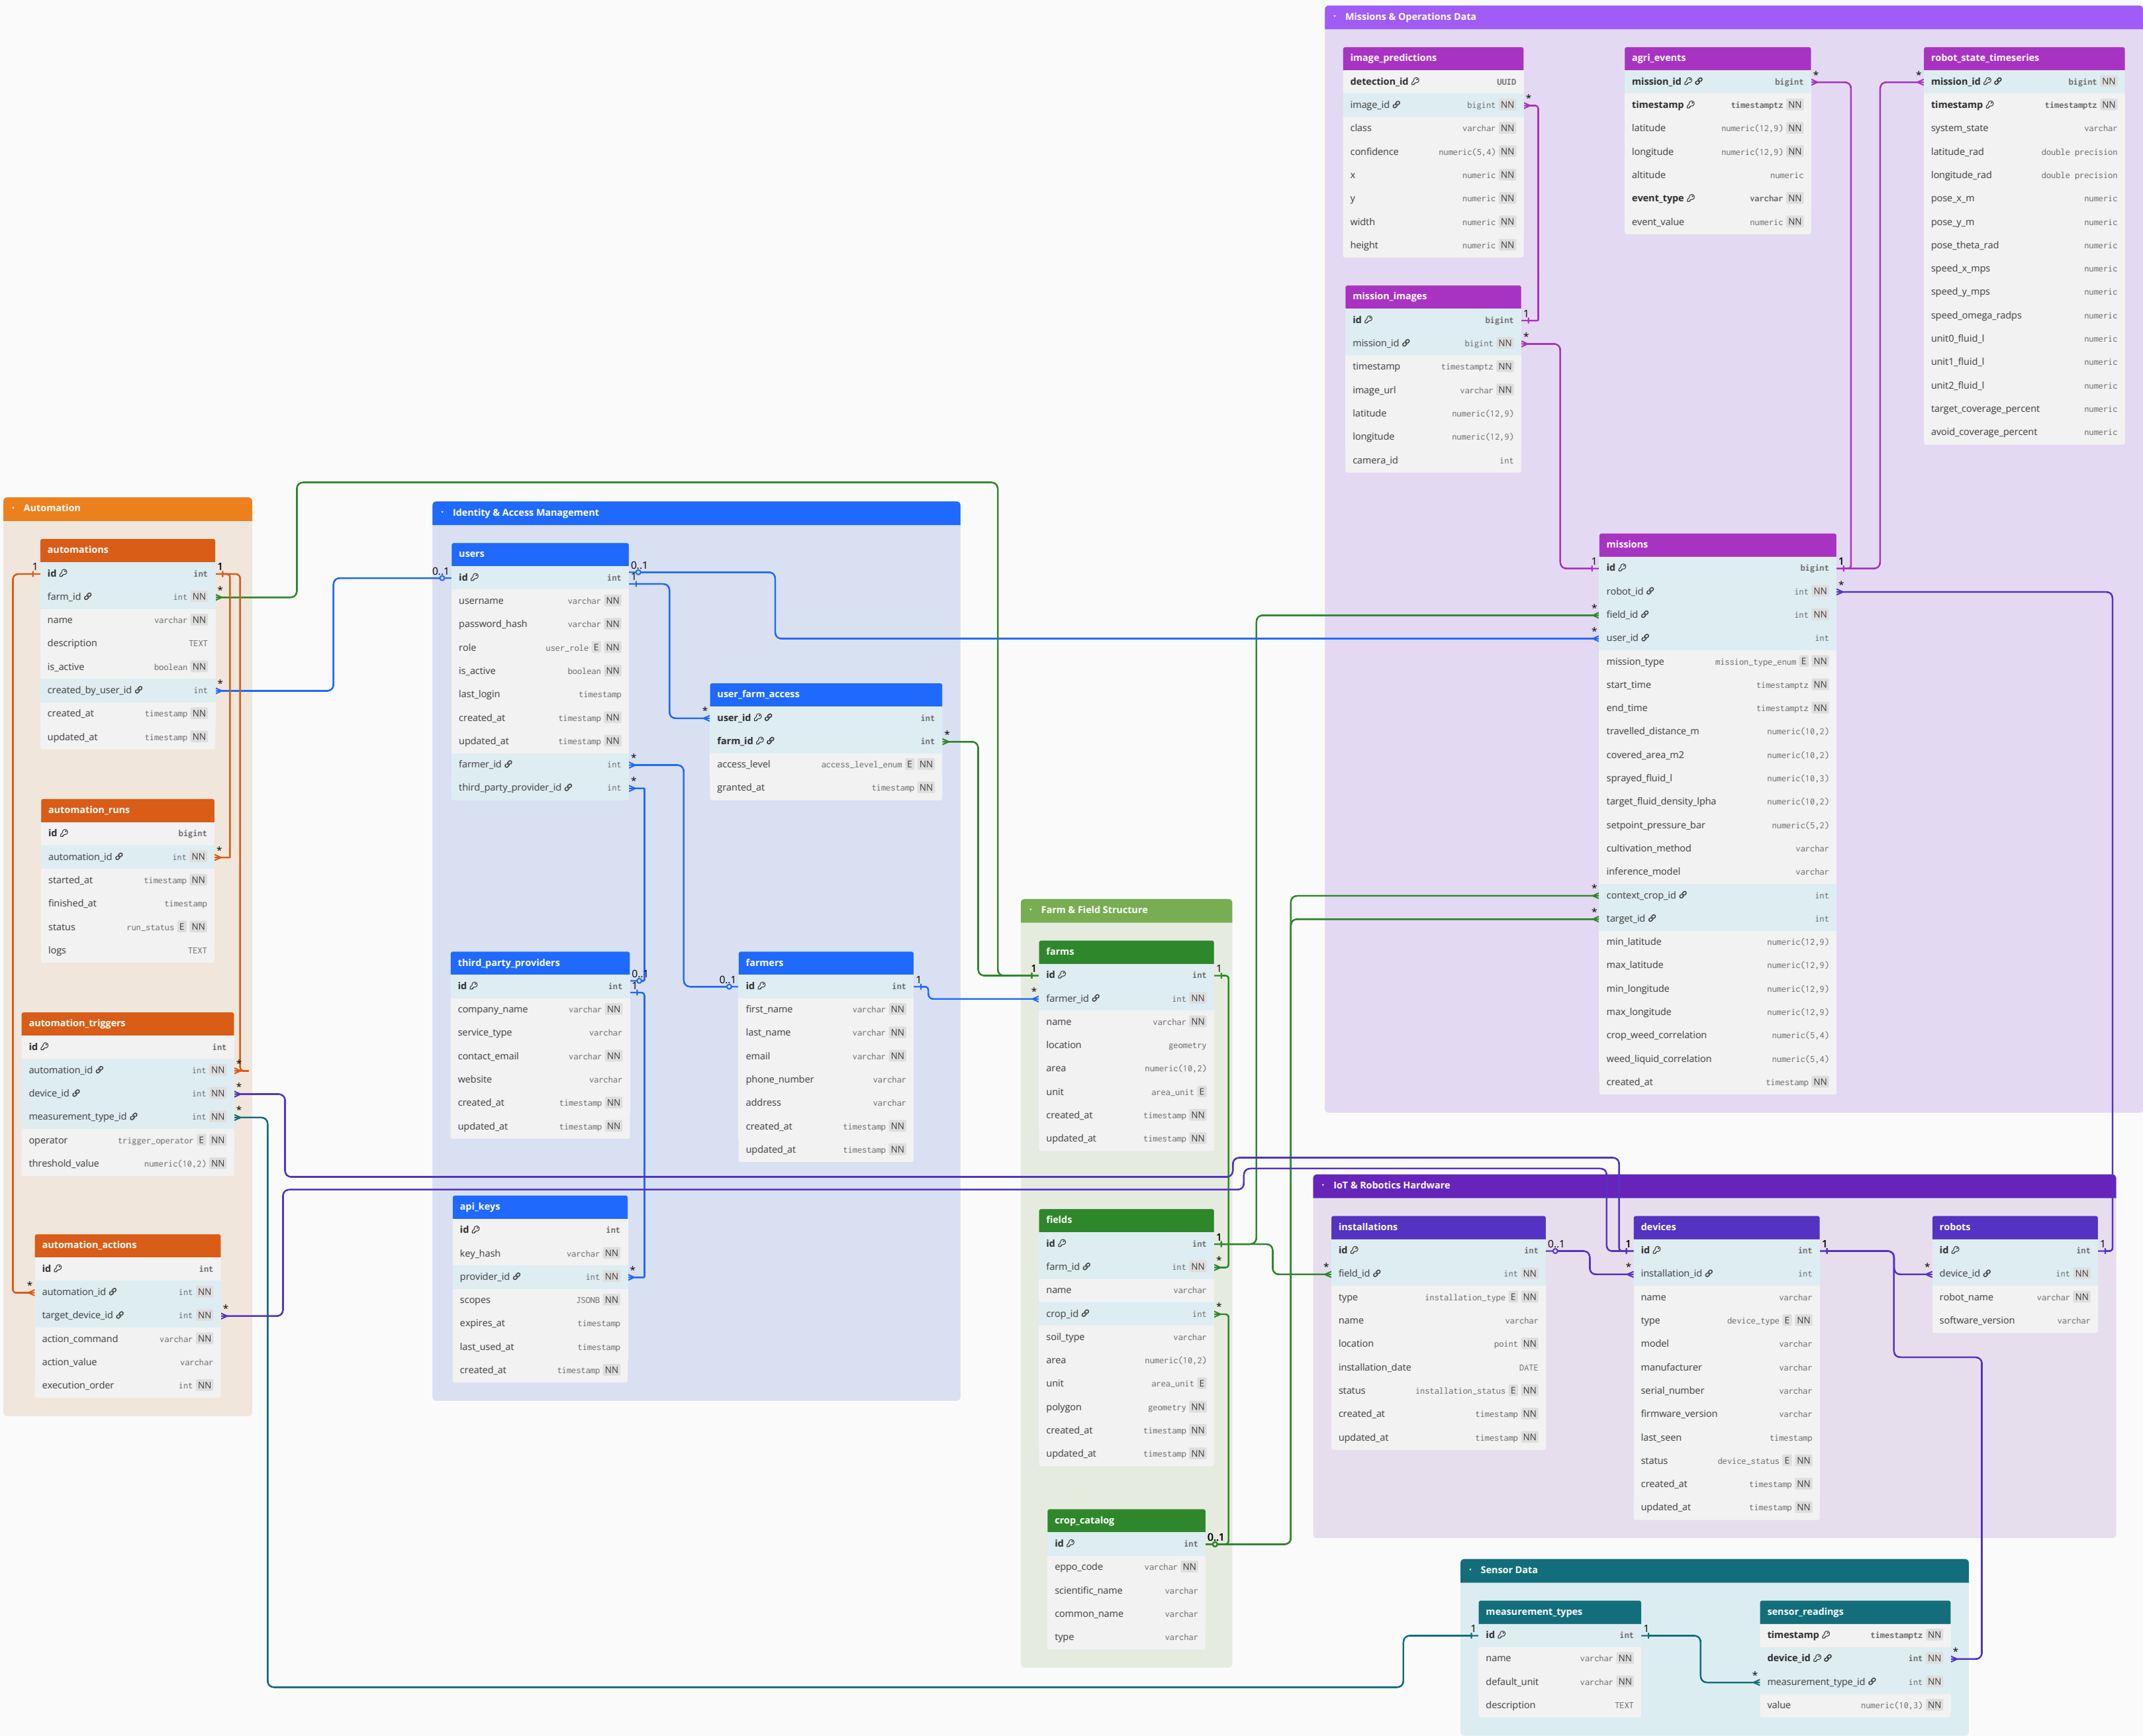 Missions & Operations Data
image_predictions
detection_id UUID
image_id bigint NN
class varchar NN
confidence numeric(5,4) NN
x numeric NN
y numeric NN
width numeric NN
height numeric NN
agri_events
mission_id bigint
timestamp timestamptz NN
latitude numeric(12,9) NN
longitude numeric(12,9) NN
altitude numeric
event_type varchar NN
event_value numeric NN
robot_state_timeseries
mission_id bigint NN
timestamp timestamptz NN
system_state varchar
latitude_rad double precision
longitude_rad double precision
pose_x_m numeric
pose_y_m numeric
pose_theta_rad numeric
speed_x_mps numeric
speed_y_mps numeric
speed_omega_radps numeric
unit0_fluid_l numeric
unit1_fluid_l numeric
unit2_fluid_l numeric
target_coverage_percent numeric
avoid_coverage_percent numeric
mission_images
id bigint
mission_id bigint NN
timestamp timestamptz NN
image_url varchar NN
latitude numeric(12,9)
longitude numeric(12,9)
camera_id int
missions
id bigint
robot_id int NN
field_id int NN
user_id int
mission_type mission_type_enum E NN
start_time timestamptz NN
end_time timestamptz NN
travelled_distance_m numeric(10,2)
covered_area_m2 numeric(10,2)
sprayed_fluid_l numeric(10,3)
target_fluid_density_lpha numeric(10,2)
setpoint_pressure_bar numeric(5,2)
cultivation_method varchar
inference_model varchar
context_crop_id int
target_id int
min_latitude numeric(12,9)
max_latitude numeric(12,9)
min_longitude numeric(12,9)
max_longitude numeric(12,9)
crop_weed_correlation numeric(5,4)
weed_liquid_correlation numeric(5,4)
created_at timestamp NN
Automation
automations
id int
farm_id int NN
name varchar NN
description TEXT
is_active boolean NN
created_by_user_id int
created_at timestamp NN
updated_at timestamp NN
automation_runs
id bigint
automation_id int NN
started_at timestamp NN
finished_at timestamp
status run_status E NN
logs TEXT
automation_triggers
id int
automation_id int NN
device_id int NN
measurement_type_id int NN
operator trigger_operator E NN
threshold_value numeric(10,2) NN
automation_actions
id int
automation_id int NN
target_device_id int NN
action_command varchar NN
action_value varchar
execution_order int NN
Identity & Access Management
users
id int
username varchar NN
password_hash varchar NN
role user_role E NN
is_active boolean NN
last_login timestamp
created_at timestamp NN
updated_at timestamp NN
farmer_id int
third_party_provider_id int
user_farm_access
user_id int
farm_id int
access_level access_level_enum E NN
granted_at timestamp NN
third_party_providers
id int
company_name varchar NN
service_type varchar
contact_email varchar NN
website varchar
created_at timestamp NN
updated_at timestamp NN
farmers
id int
first_name varchar NN
last_name varchar NN
email varchar NN
phone_number varchar
address varchar
created_at timestamp NN
updated_at timestamp NN
api_keys
id int
key_hash varchar NN
provider_id int NN
scopes JSONB NN
expires_at timestamp
last_used_at timestamp
created_at timestamp NN
Farm & Field Structure
farms
id int
farmer_id int NN
name varchar NN
location geometry
area numeric(10,2)
unit area_unit E
created_at timestamp NN
updated_at timestamp NN
fields
id int
farm_id int NN
name varchar
crop_id int
soil_type varchar
area numeric(10,2)
unit area_unit E
polygon geometry NN
created_at timestamp NN
updated_at timestamp NN
crop_catalog
id int
eppo_code varchar NN
scientific_name varchar
common_name varchar
type varchar
IoT & Robotics Hardware
installations
id int
field_id int NN
type installation_type E NN
name varchar
location point NN
installation_date DATE
status installation_status E NN
created_at timestamp NN
updated_at timestamp NN
devices
id int
installation_id int
name varchar
type device_type E NN
model varchar
manufacturer varchar
serial_number varchar
firmware_version varchar
last_seen timestamp
status device_status E NN
created_at timestamp NN
updated_at timestamp NN
robots
id int
device_id int NN
robot_name varchar NN
software_version varchar
Sensor Data
measurement_types
id int
name varchar NN
default_unit varchar NN
description TEXT
sensor_readings
timestamp timestamptz NN
device_id int NN
measurement_type_id int NN
value numeric(10,3) NN